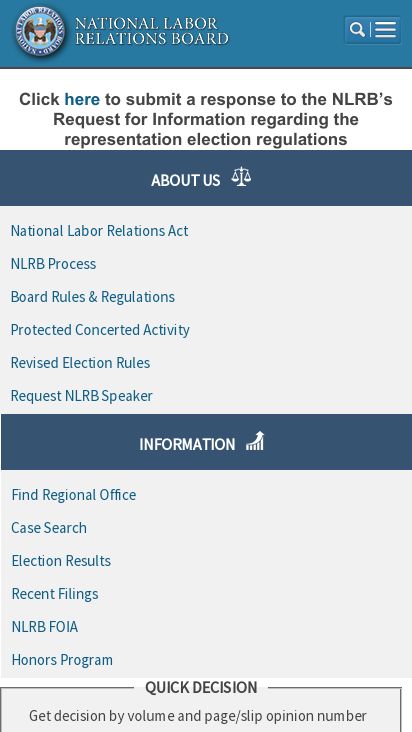 NATIONAL LABOR
RELATIONS BOARD
Click here to submit a response to the NLRB’s
Request for Information regarding the
representation election regulations
ABOUT US
National Labor Relations Act
NLRB Process
Board Rules & Regulations
Protected Concerted Activity
Revised Election Rules
Request NLRB Speaker
INFORMATION
Find Regional Office
Case Search
Election Results
Recent Filings
NLRB FOIA
Honors Program
QUICK DECISION
Get decision by volume and page/slip opinion number